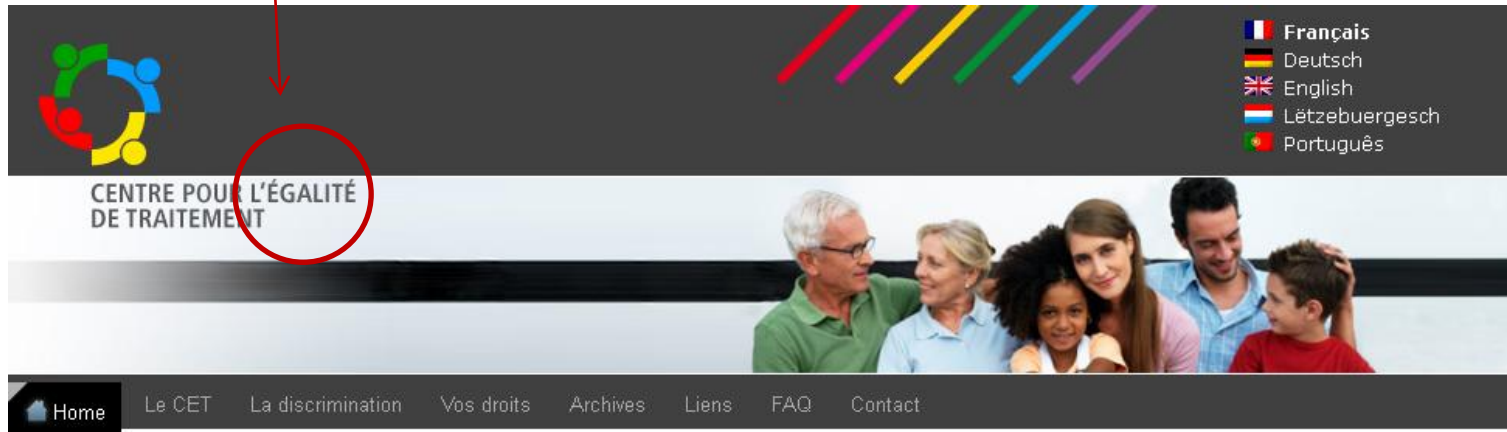 Français
Deutsch
English
Lëtzebuergesch
Português
CENTRE POUR L'ÉGALITÉ
DE TRAITEMENT
Home Le CET La discrimination Vos droits Archives Liens FAQ Contact